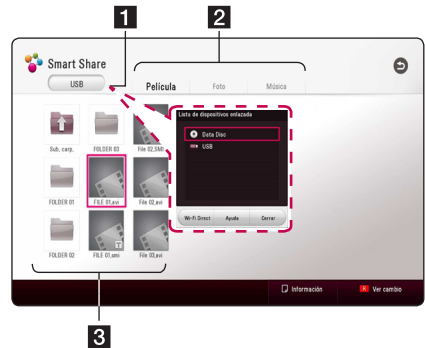 1
2
Smart Share
USB
Película
Foto
Música
Lista de dispositivos enlazada
Data Disc
USB
Wi-Fi Direct
Ayuda
Cerrar
Sub. carp.
FOLDER 03
File 02.SMI
FOLDER 01
FILE 01.avi
File 02.avi
FOLDER 02
T
FILE 01.smi
File 03.avi
Información
R
Ver cambio
3